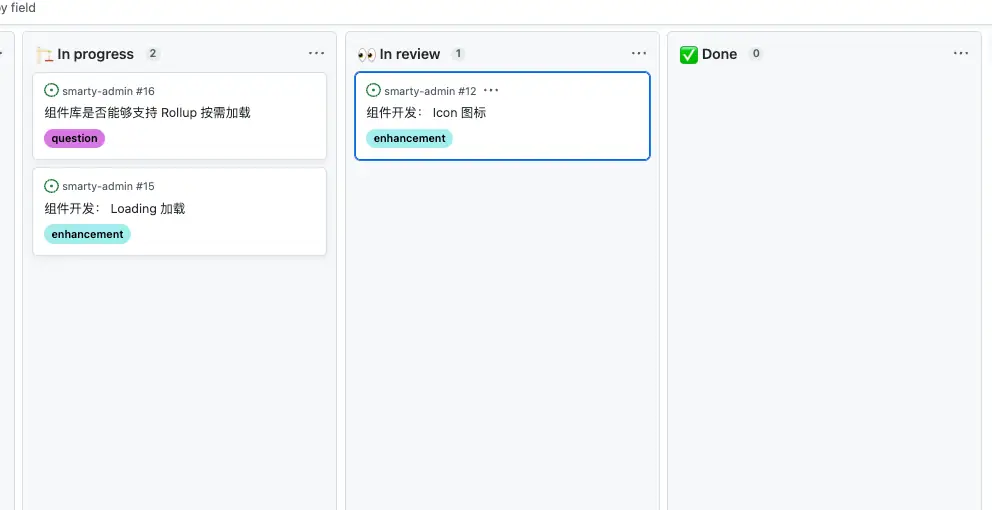 y field
In progress 2
smarty-admin #16
组件库是否能够支持 Rollup 按需加载
question
smarty-admin #15
组件开发： Loading 加载
enhancement
In review 1
smarty-admin #12
组件开发： Icon 图标
enhancement
Done 0